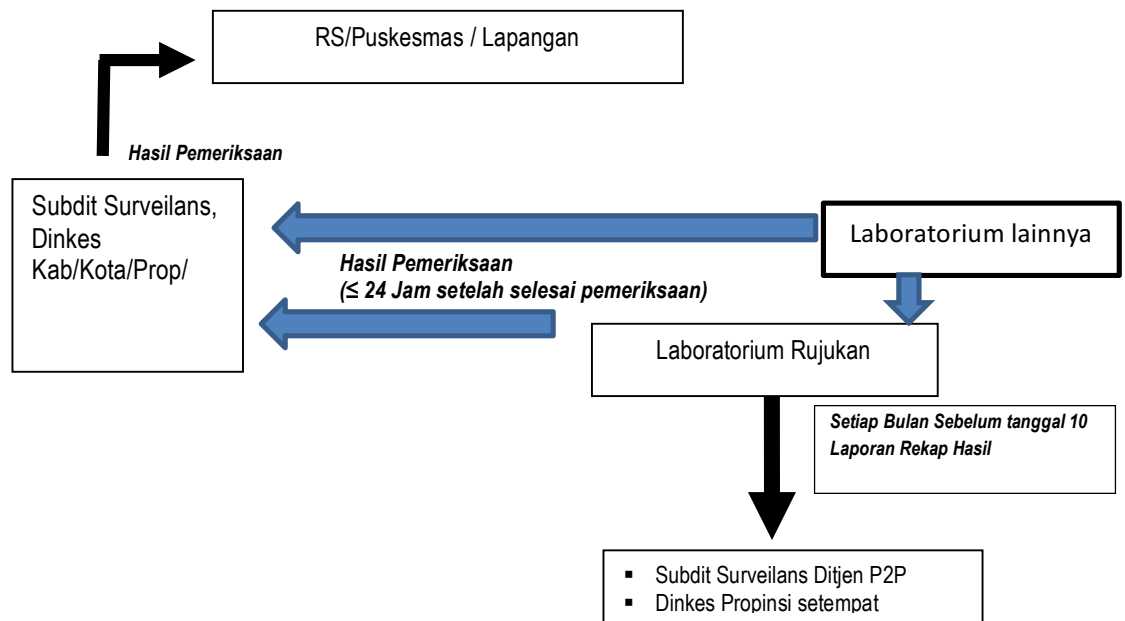 RS/Puskesmas / Lapangan
Hasil Pemeriksaan
Subdit Surveilans,
Dinkes
Kab/Kota/Prop/
Laboratorium lainnya
Hasil Pemeriksaan
(≤ 24 Jam setelah selesai pemeriksaan)
Laboratorium Rujukan
Setiap Bulan Sebelum tanggal 10
Laporan Rekap Hasil
▪ Subdit Surveilans Ditjen P2P
▪ Dinkes Propinsi setempat